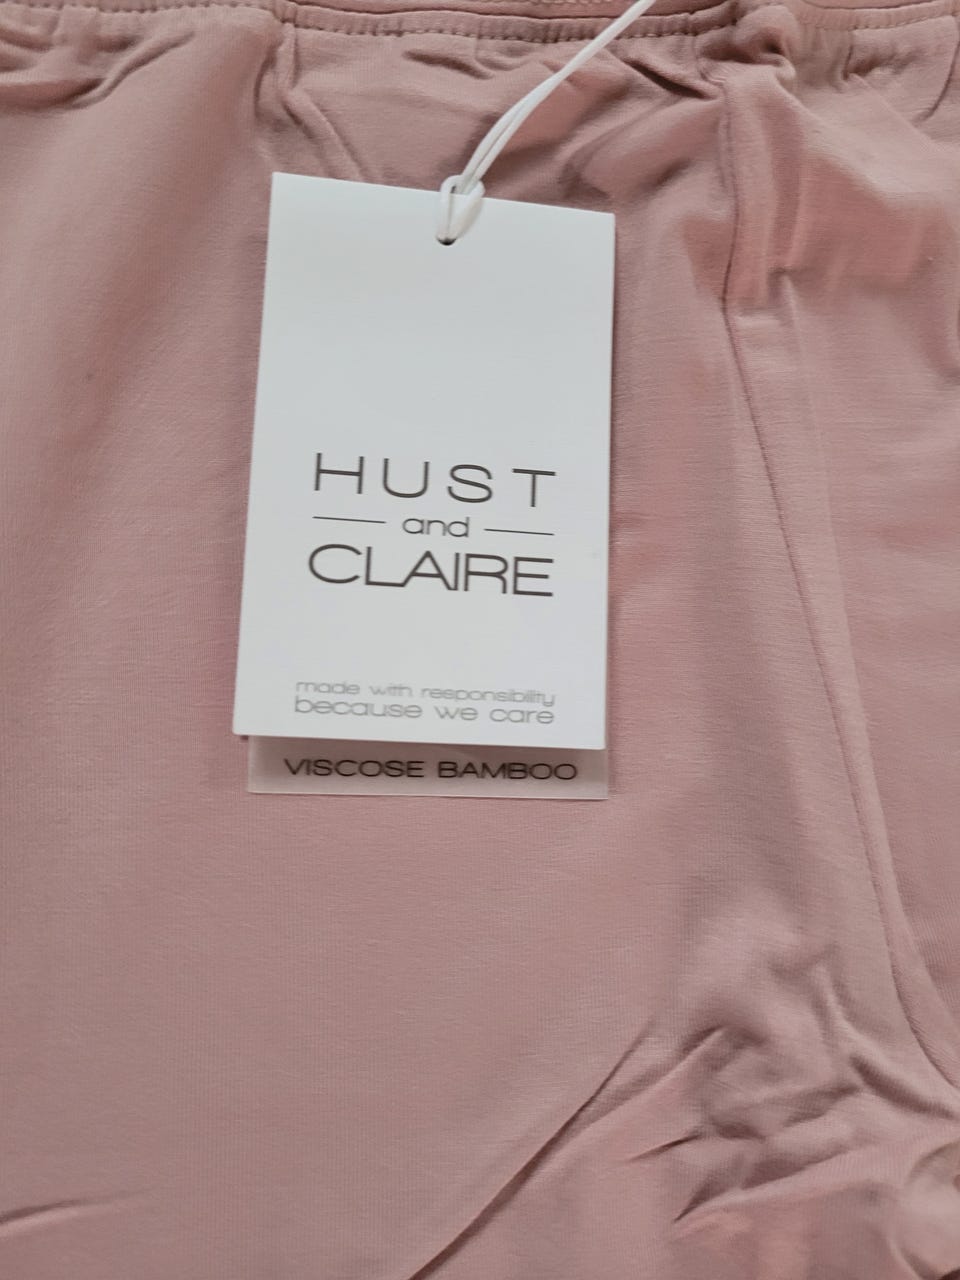 HUST
and
CLAIRE
made with responsibility
because we care
VISCOSE BAMBOO